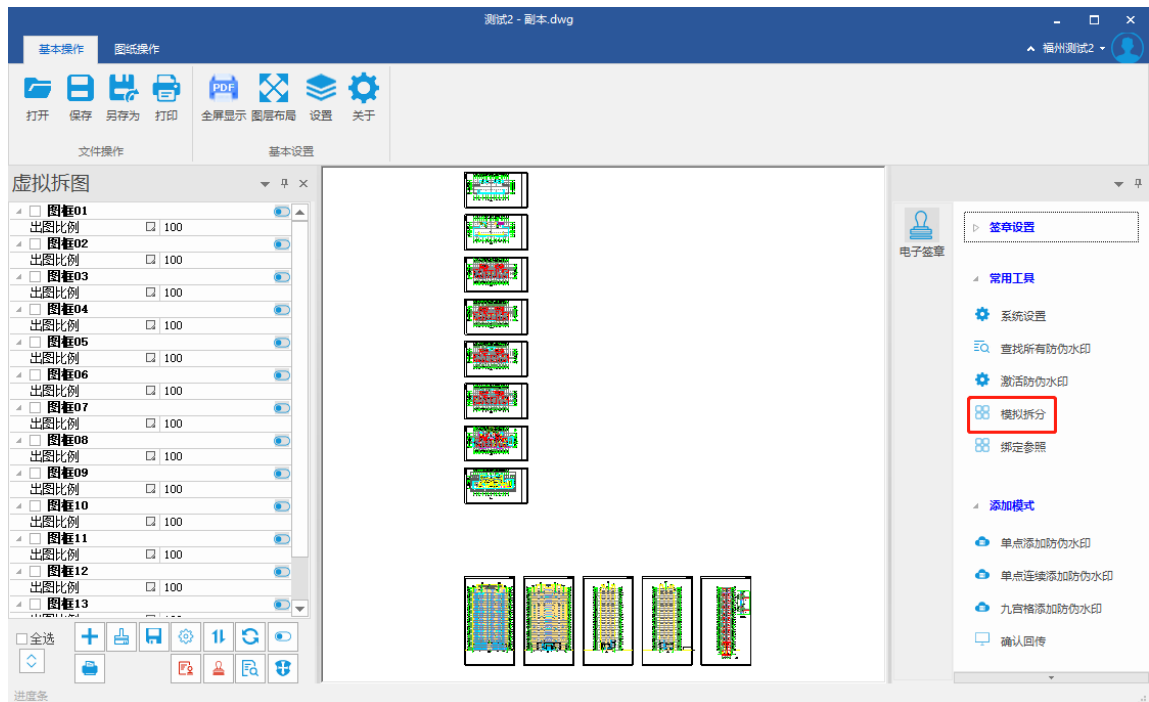 测试2 - 副本.dwg
基本操作 图纸操作
福州测试2
打开 保存 另存为 打印 全屏显示 图层布局 设置 关于
PDF
文件操作 基本设置
虚拟拆图
图框01
出图比例 100
图框02
出图比例 100
图框03
出图比例 100
图框04
出图比例 100
图框05
出图比例 100
图框06
出图比例 100
图框07
出图比例 100
图框08
出图比例 100
图框09
出图比例 100
图框10
出图比例 100
图框11
出图比例 100
图框12
出图比例 100
图框13
全选
进度条
电子签章
签章设置
常用工具
系统设置
查找所有防伪水印
激活防伪水印
模拟拆分
绑定参照
添加模式
单点添加防伪水印
单点连续添加防伪水印
九宫格添加防伪水印
确认回传